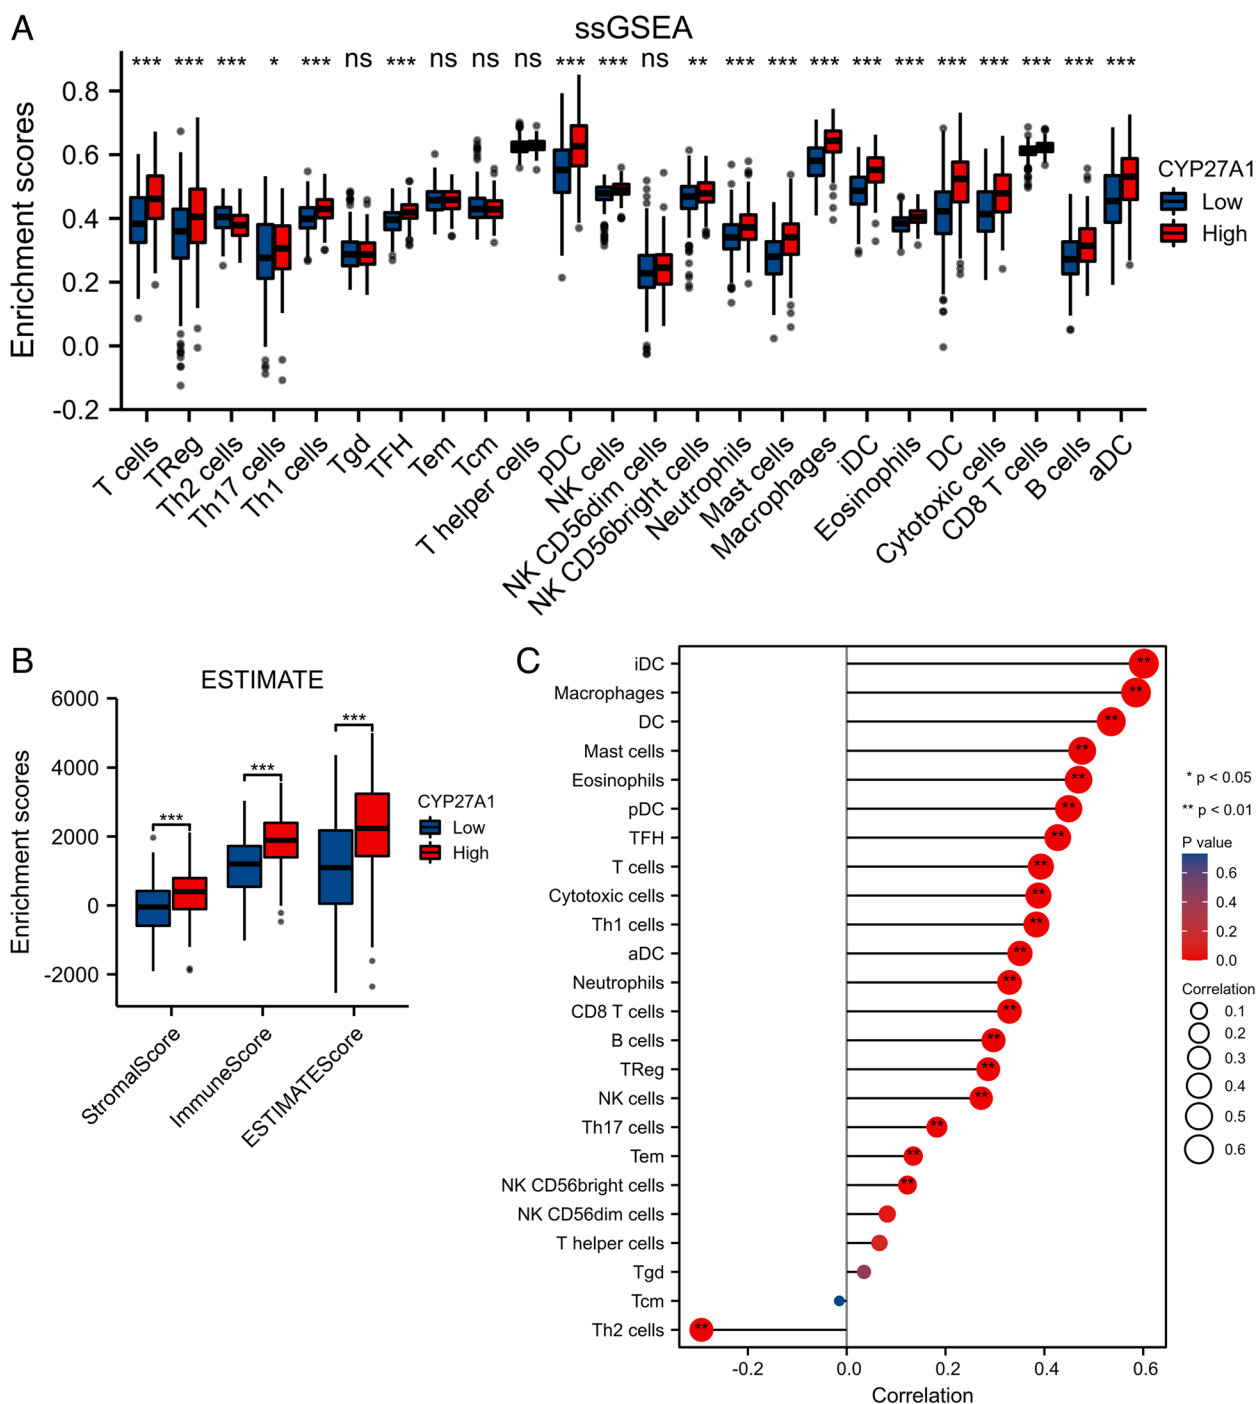 A
ssGSEA
*** *** *** * *** ns *** ns ns ns *** *** ns ** *** *** *** *** *** *** *** *** *** ***
Enrichment scores
0.8
0.6
0.4
0.2
0.0
-0.2
T cells
TReg
Th2 cells
Th17 cells
Th1 cells
Tgd
TFH
Tem
Tcm
T helper cells
pDC
NK cells
NK CD56dim cells
NK CD56bright cells
Neutrophils
Mast cells
Macrophages
iDC
Eosinophils
DC
Cytotoxic cells
CD8 T cells
B cells
aDC
CYP27A1
Low
High
B
ESTIMATE
Enrichment scores
6000
4000
2000
0
-2000
***
***
***
StromalScore
ImmuneScore
ESTIMATEScore
CYP27A1
Low
High
C
iDC **
Macrophages **
DC **
Mast cells **
Eosinophils **
pDC **
TFH **
T cells **
Cytotoxic cells **
Th1 cells **
aDC **
Neutrophils **
CD8 T cells **
B cells **
TReg **
NK cells **
Th17 cells **
Tem **
NK CD56bright cells **
NK CD56dim cells
T helper cells
Tgd
Tcm
Th2 cells **
-0.2 0.0 0.2 0.4 0.6
Correlation
* p < 0.05
** p < 0.01
P value
0.6
0.4
0.2
0.0
Correlation
0.1
0.2
0.3
0.4
0.5
0.6